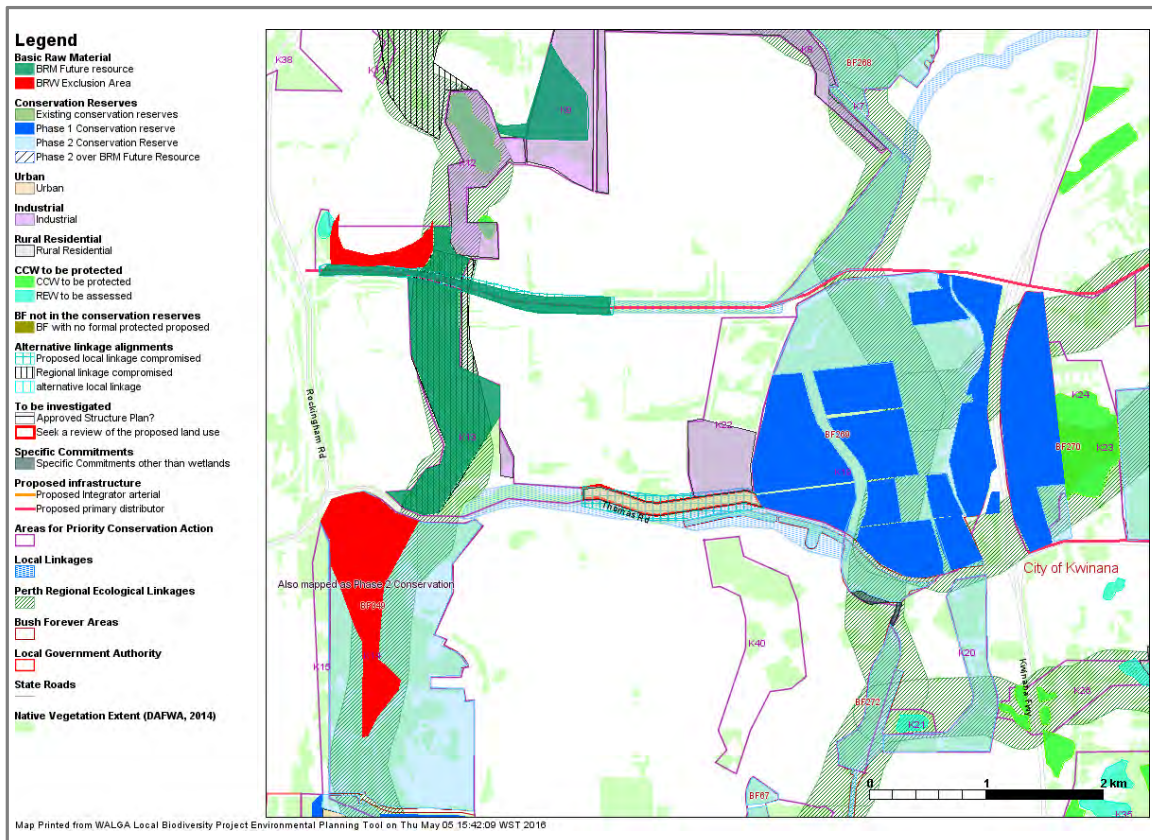 Legend
Basic Raw Material
BRM Future resource
BRW Exclusion Area
Conservation Reserves
Existing conservation reserves
Phase 1 Conservation reserve
Phase 2 Conservation Reserve
Phase 2 over BRM Future Resource
Urban
Urban
Industrial
Industrial
Rural Residential
Rural Residential
CCW to be protected
CCW to be protected
REW to be assessed
BF not in the conservation reserves
BF with no formal protected proposed
Alternative linkage alignments
Proposed local linkage compromised
Regional linkage compromised
alternative local linkage
To be investigated
Approved Structure Plan?
Seek a review of the proposed land use
Specific Commitments
Specific Commitments other than wetlands
Proposed infrastructure
Proposed Integrator arterial
Proposed primary distributor
Areas for Priority Conservation Action
Local Linkages
Perth Regional Ecological Linkages
Bush Forever Areas
Local Government Authority
State Roads
Native Vegetation Extent (DAFWA, 2014)
K38
K8
BF268
K7
Rockingham Rd
K22
K24
BF269
BF270
K23
Thomas Rd
City of Kwinana
Also mapped as Phase 2 Conservation
BF349
K15
K40
K20
Kwinana Fwy
K26
BF272
K21
BF67
K35
0 1 2 km
Map Printed from WALGA Local Biodiversity Project Environmental Planning Tool on Thu May 05 15:42:09 WST 2016